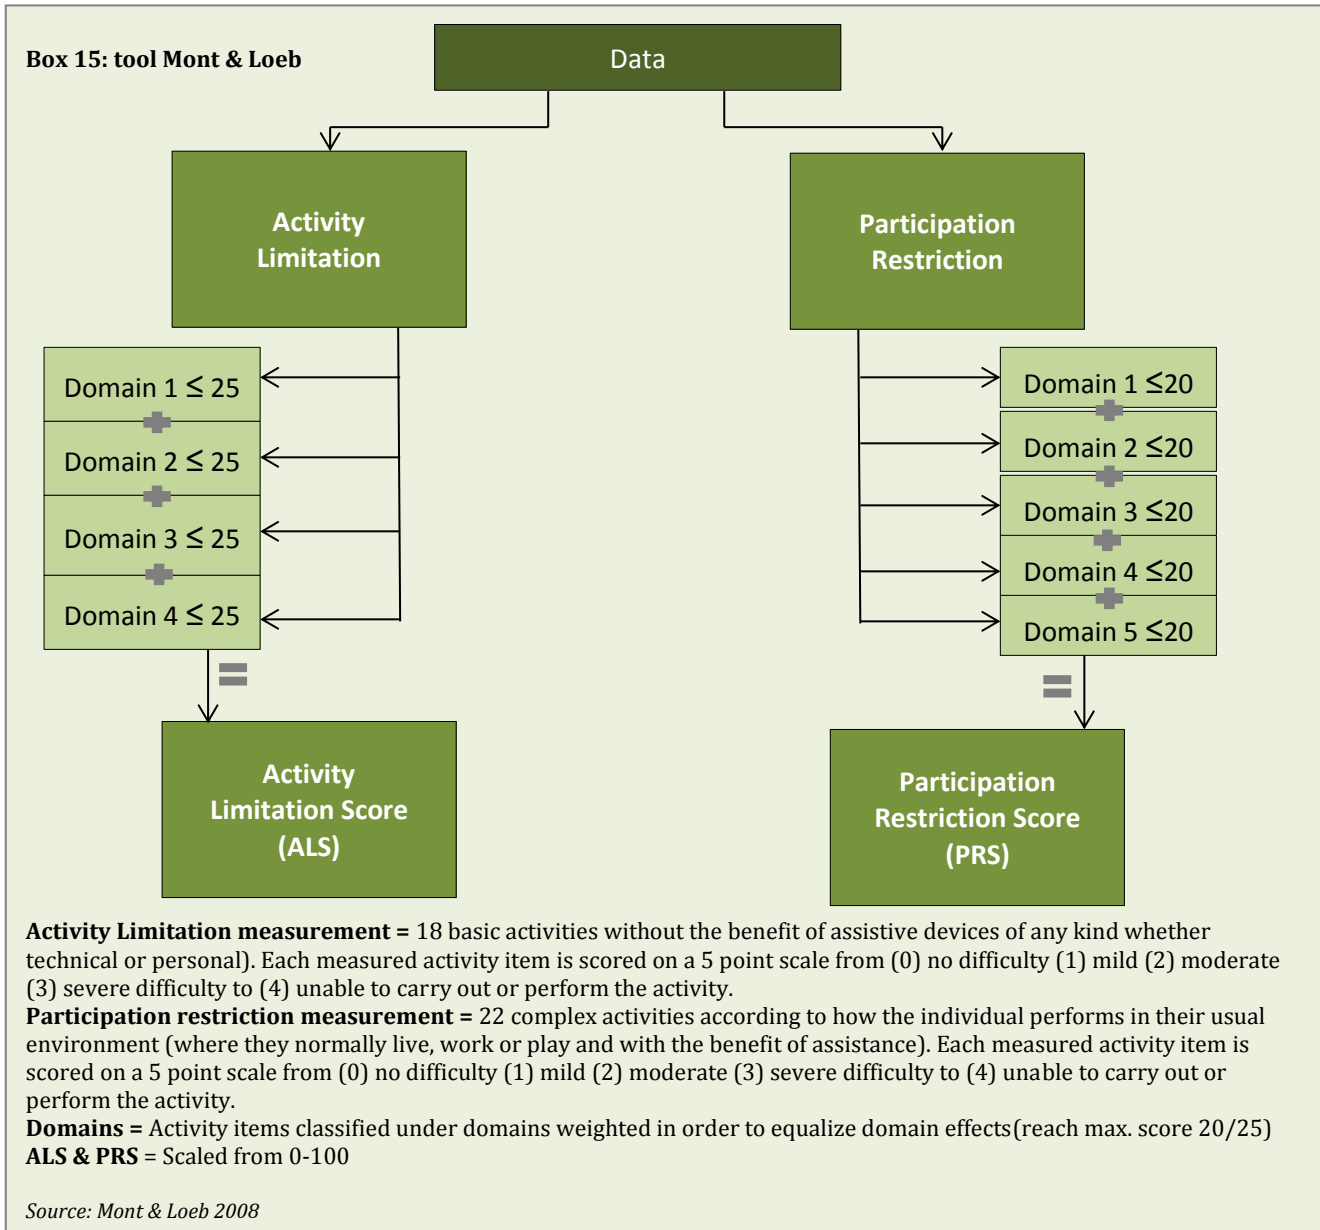 Box 15: tool Mont & Loeb
Data
Activity
Limitation
Participation
Restriction
Domain 1 ≤ 25
Domain 2 ≤ 25
Domain 3 ≤ 25
Domain 4 ≤ 25
Domain 1 ≤20
Domain 2 ≤20
Domain 3 ≤20
Domain 4 ≤20
Domain 5 ≤20
Activity
Limitation Score
(ALS)
Participation
Restriction Score
(PRS)
Activity Limitation measurement = 18 basic activities without the benefit of assistive devices of any kind whether
technical or personal). Each measured activity item is scored on a 5 point scale from (0) no difficulty (1) mild (2) moderate
(3) severe difficulty to (4) unable to carry out or perform the activity.
Participation restriction measurement = 22 complex activities according to how the individual performs in their usual
environment (where they normally live, work or play and with the benefit of assistance). Each measured activity item is
scored on a 5 point scale from (0) no difficulty (1) mild (2) moderate (3) severe difficulty to (4) unable to carry out or
perform the activity.
Domains = Activity items classified under domains weighted in order to equalize domain effects(reach max. score 20/25)
ALS & PRS = Scaled from 0-100
Source: Mont & Loeb 2008